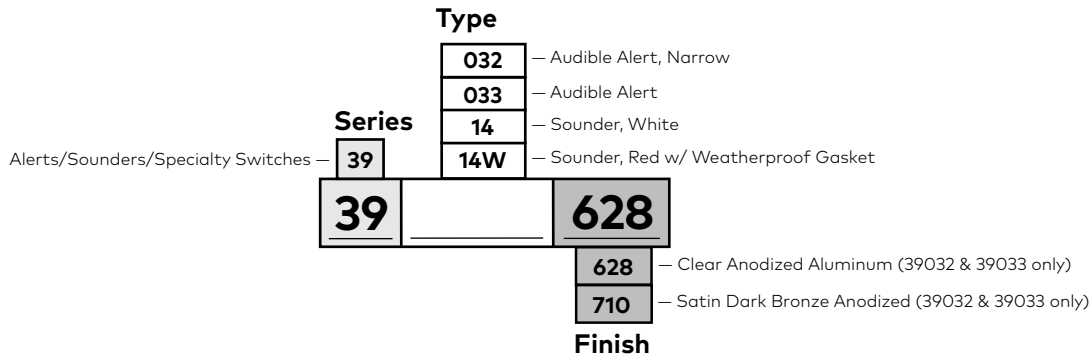 Type
032 — Audible Alert, Narrow
033 — Audible Alert
Series
14 — Sounder, White
Alerts/Sounders/Specialty Switches — 39
14W — Sounder, Red w/ Weatherproof Gasket
39 628
628 — Clear Anodized Aluminum (39032 & 39033 only)
710 — Satin Dark Bronze Anodized (39032 & 39033 only)
Finish